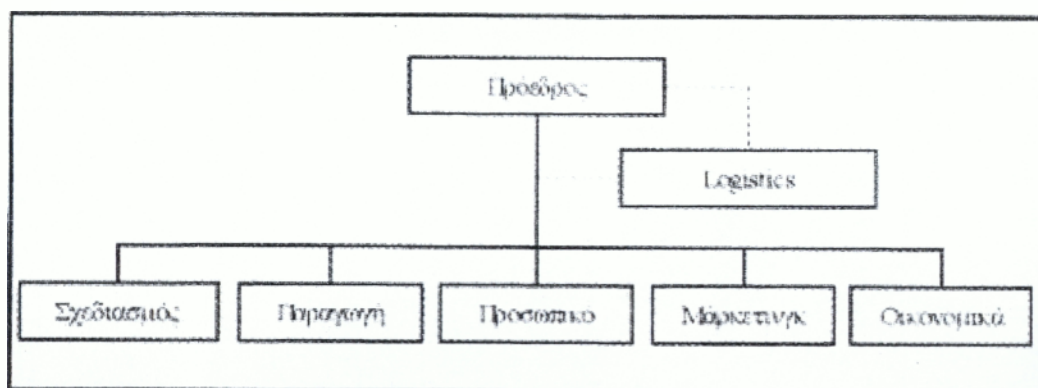 Πρόεδρος
Logistics
Σχεδιασμός
Παραγωγή
Προσωπικό
Μάρκετινγκ
Οικονομικά